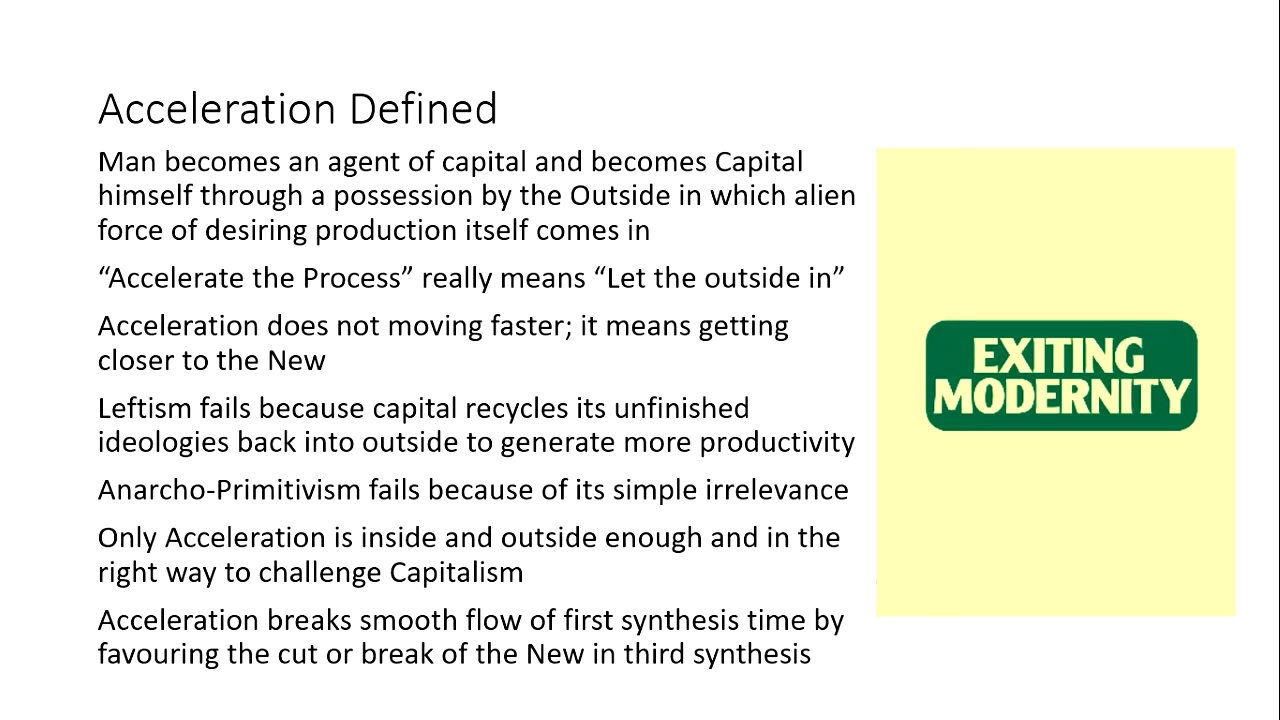 Acceleration Defined
Man becomes an agent of capital and becomes Capital
himself through a possession by the Outside in which alien
force of desiring production itself comes in
“Accelerate the Process” really means “Let the outside in”
Acceleration does not moving faster; it means getting
closer to the New
Leftism fails because capital recycles its unfinished
ideologies back into outside to generate more productivity
Anarcho-Primitivism fails because of its simple irrelevance
Only Acceleration is inside and outside enough and in the
right way to challenge Capitalism
Acceleration breaks smooth flow of first synthesis time by
favouring the cut or break of the New in third synthesis
EXITING
MODERNITY